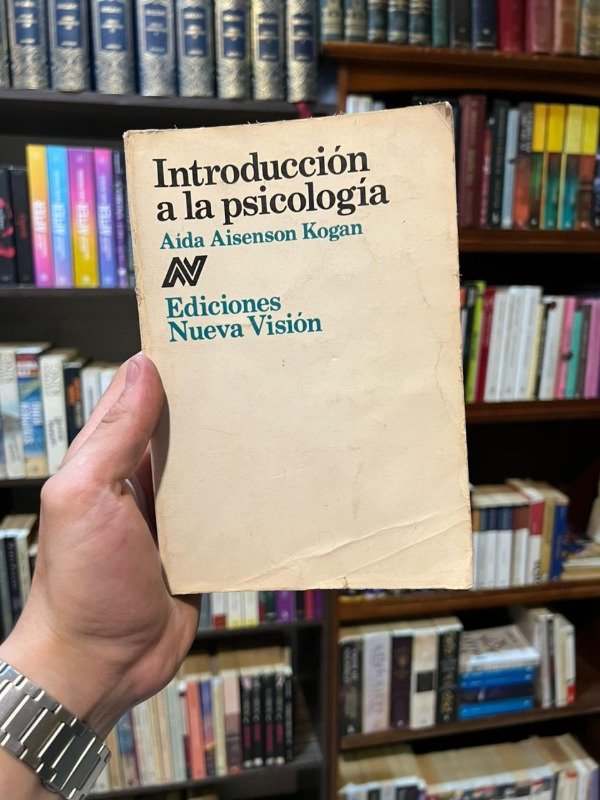 Introducción
a la psicología
Aída Aisenson Kogan
NV
Ediciones
Nueva Visión